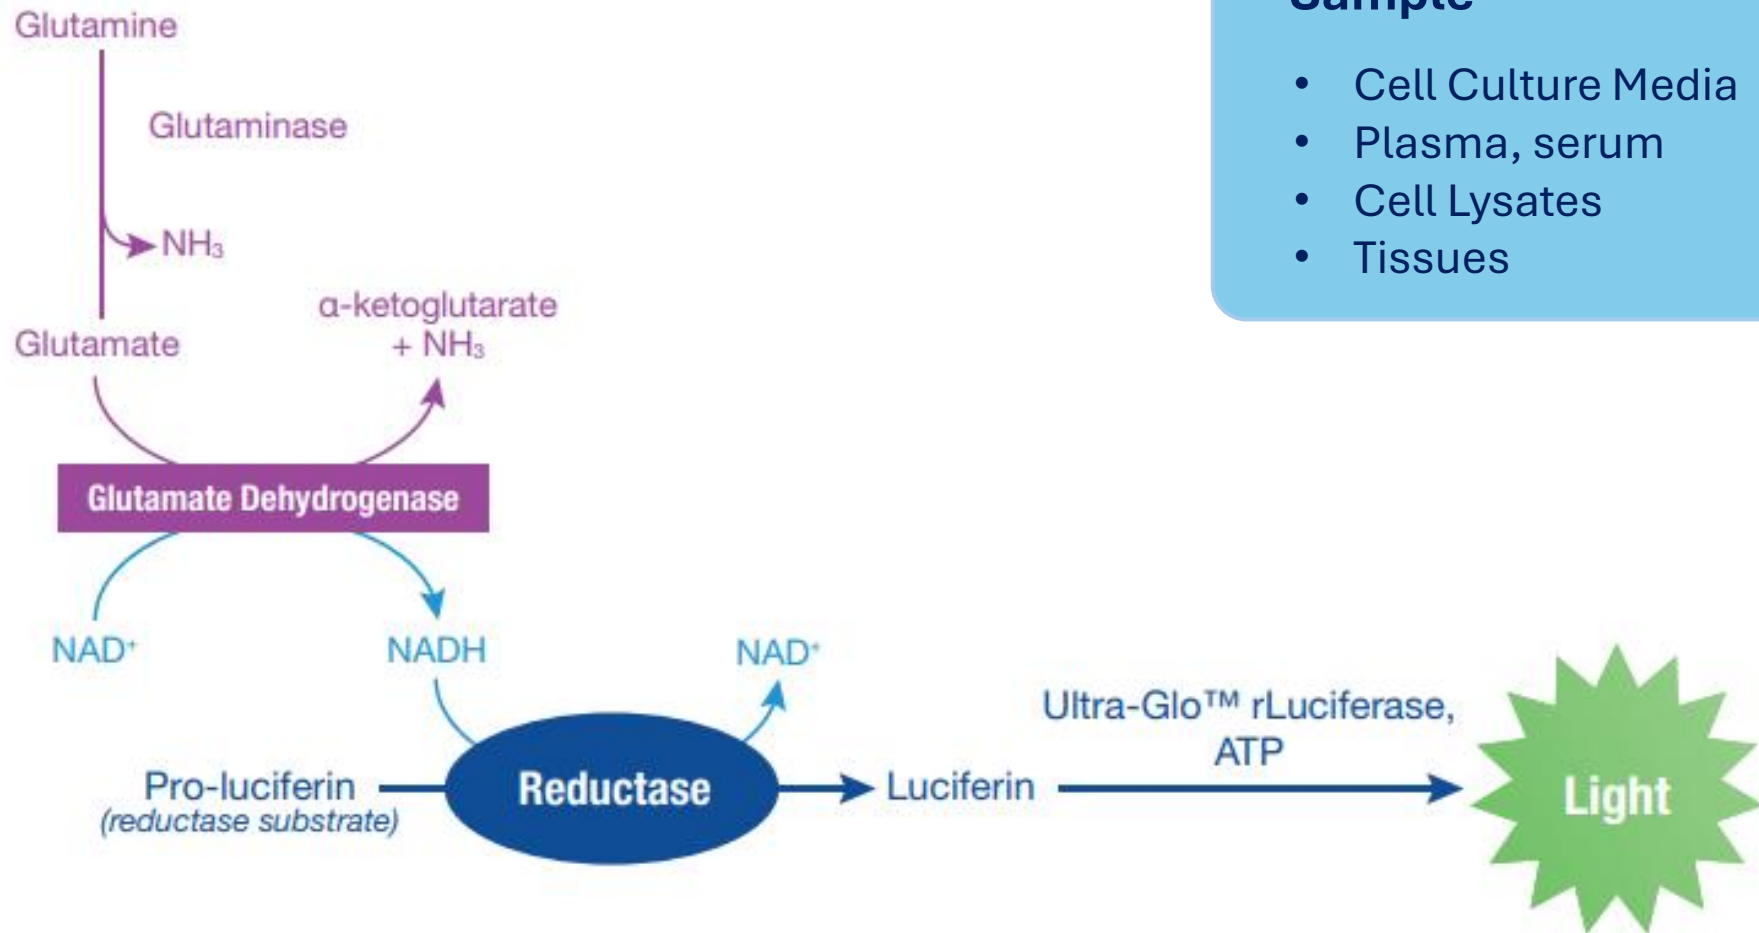 Glutamine
Glutaminase
NH₃
Glutamate
α-ketoglutarate
+ NH₃
Glutamate Dehydrogenase
NAD⁺
NADH
NAD⁺
Pro-luciferin
(reductase substrate)
Reductase
Luciferin
Ultra-Glo™ rLuciferase,
ATP
Light
Sample
• Cell Culture Media
• Plasma, serum
• Cell Lysates
• Tissues